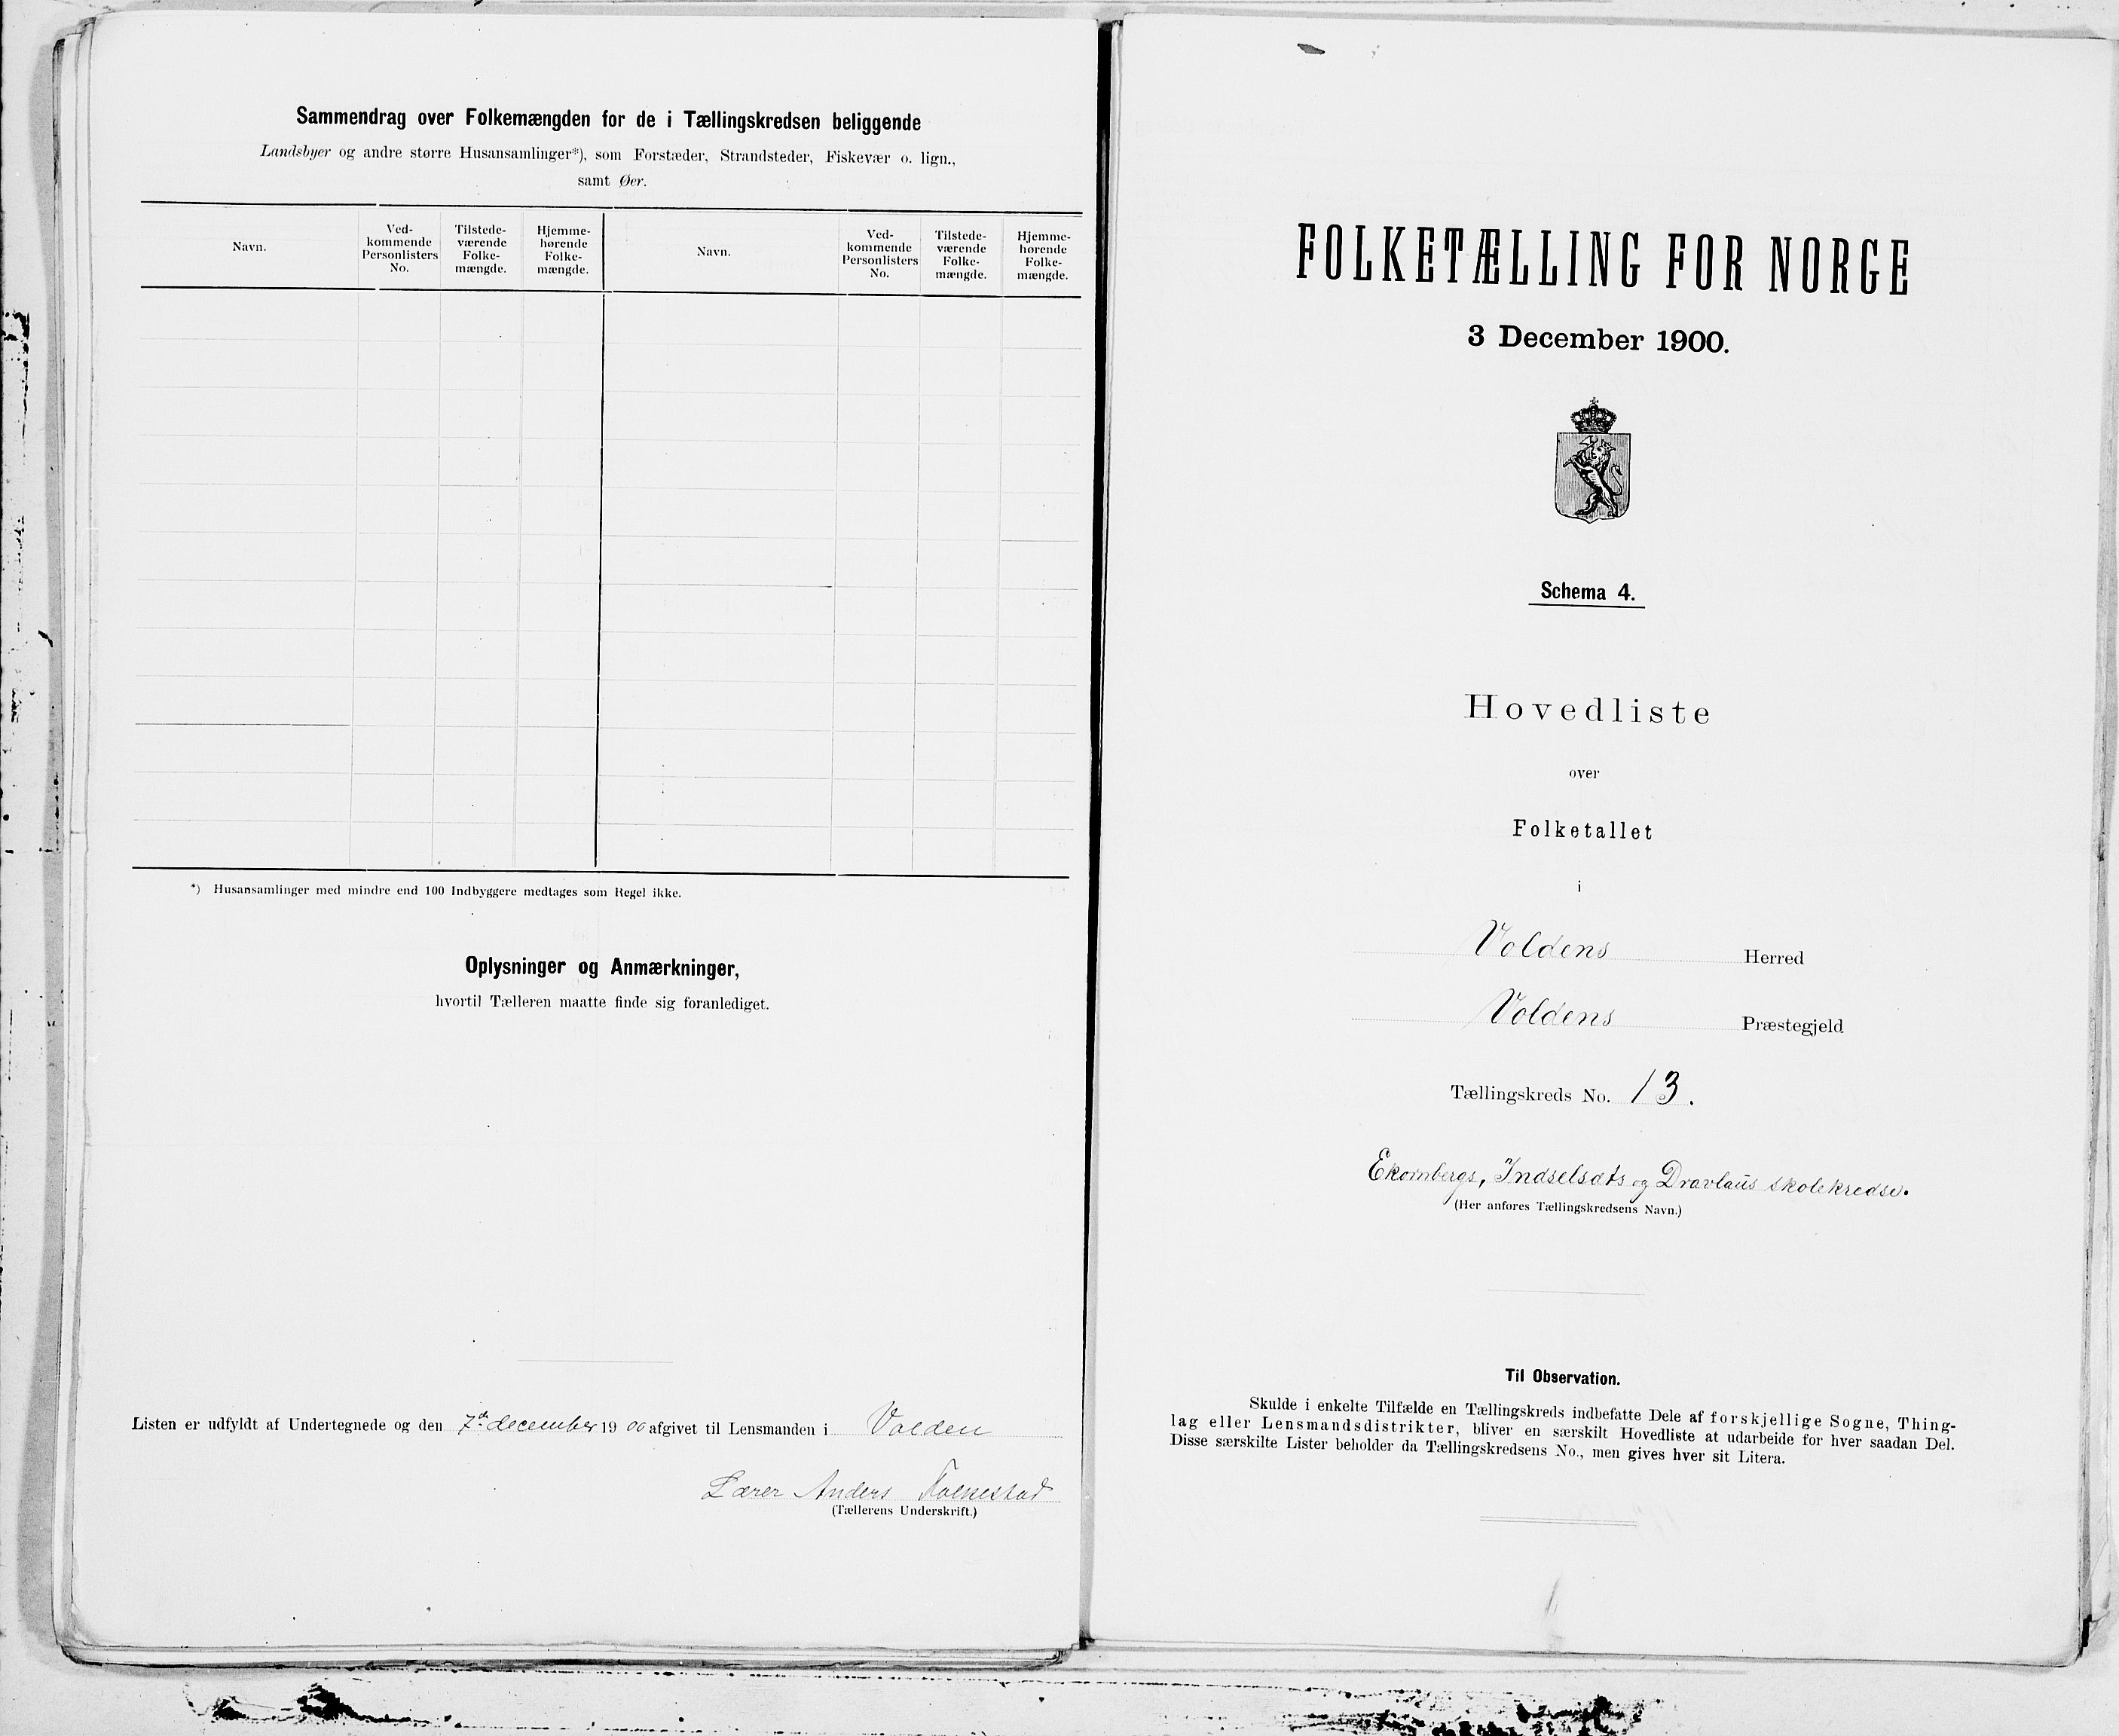 Sammendrag over Folkemængden for de i Tællingskredsen beliggende
Landsbyer og andre større Husansamlinger*), som Forstæder, Strandsteder, Fiskevær o. lign.,
samt Øer.
Navn.
Ved-
kommende
Personlisters
No.
Tilstede-
værende
Folke-
mængde.
Hjemme-
hørende
Folke-
mængde.
Navn.
Ved-
kommende
Personlisters
No.
Tilstede-
værende
Folke-
mængde.
Hjemme-
hørende
Folke-
mængde.
*) Husansamlinger med mindre end 100 Indbyggere medtages som Regel ikke.
Oplysninger og Anmærkninger,
hvortil Tælleren maatte finde sig foranlediget.
Listen er udfyldt af Undertegnede og den 7de december 1900 afgivet til Lensmanden i Volden
Lærer Anders Folkestad
(Tællerens Underskrift.)
FOLKETÆLLING FOR NORGE
3 December 1900.
Schema 4.
Hovedliste
over
Folketallet
i
Voldens Herred
Voldens Præstegjeld
Tællingskreds No. 13.
Ekornbergs, Indselsæts og Dravlaus skolekredse.
(Her anføres Tællingskredsens Navn.)
Til Observation.
Skulde i enkelte Tilfælde en Tællingskreds indbefatte Dele af forskjellige Sogne, Thing-
lag eller Lensmandsdistrikter, bliver en særskilt Hovedliste at udarbeide for hver saadan Del.
Disse særskilte Lister beholder da Tællingskredsens No., men gives hver sit Litera.